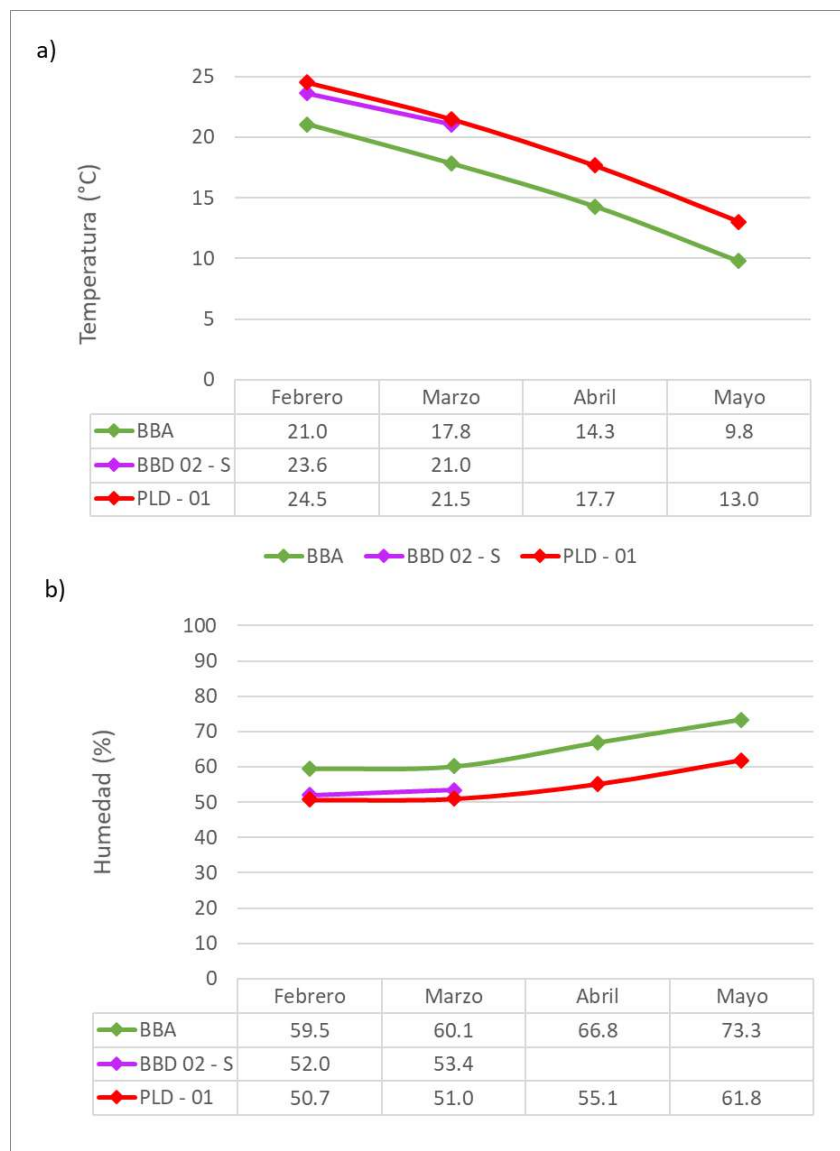 a)
Temperatura (°C)
25
20
15
10
5
0
Febrero Marzo Abril Mayo
BBA 21.0 17.8 14.3 9.8
BBD 02 - S 23.6 21.0
PLD - 01 24.5 21.5 17.7 13.0
BBA BBD 02 - S PLD - 01
b)
Humedad (%)
100
90
80
70
60
50
40
30
20
10
0
Febrero Marzo Abril Mayo
BBA 59.5 60.1 66.8 73.3
BBD 02 - S 52.0 53.4
PLD - 01 50.7 51.0 55.1 61.8